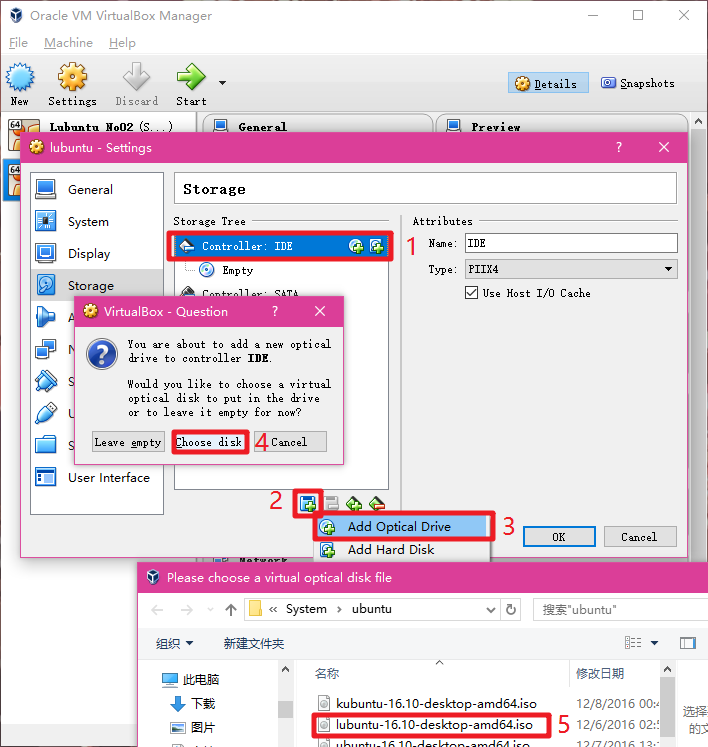 Oracle VM VirtualBox Manager
File Machine Help
New Settings Discard Start Details Snapshots
64 Lubuntu No02 (S...) General Preview
64
lubuntu - Settings ?
General
System
Display
Storage
User Interface
Storage
Storage Tree
Controller: IDE 1
Empty
Controller: SATA
Attributes
Name: IDE
Type: PIIX4
Use Host I/O Cache
VirtualBox - Question ?
You are about to add a new optical
drive to controller IDE.
Would you like to choose a virtual
optical disk to put in the drive
or to leave it empty for now?
Leave empty Choose disk 4 Cancel
2
Add Optical Drive 3
Add Hard Disk
OK Cancel
Network
Please choose a virtual optical disk file
« System › ubuntu 搜索"ubuntu"
组织 新建文件夹
此电脑
下载
图片
名称 修改日期
kubuntu-16.10-desktop-amd64.iso 12/8/2016 00:4
lubuntu-16.10-desktop-amd64.iso 5 12/6/2016 02:5
ubuntu-16.10-desktop-amd64.iso 12/7/2016 13:
选择
的文